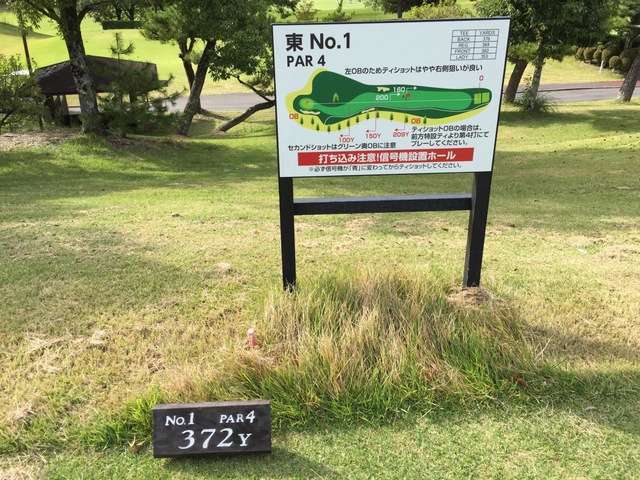 東 No.1
PAR 4
TEE YARDS
BACK 376
REG 369
FRONT 360
LADY 353
左OBのためティショットはやや右側狙いが良い
160
200
0
OB
OB
100Y
150Y
200Y
ティショットOBの場合は、
前方特設ティより第4打にて
プレーしてください。
セカンドショットはグリーン奥OBに注意
打ち込み注意!信号機設置ホール
※必ず信号機が「青」に変わってからティショットしてください。
No.1 PAR4
372Y